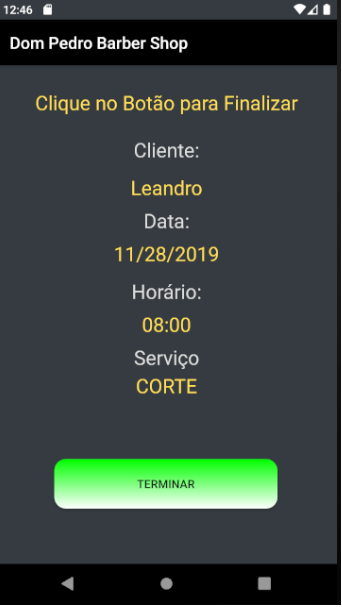 12:46
Dom Pedro Barber Shop
Clique no Botão para Finalizar
Cliente:
Leandro
Data:
11/28/2019
Horário:
08:00
Serviço
CORTE
TERMINAR